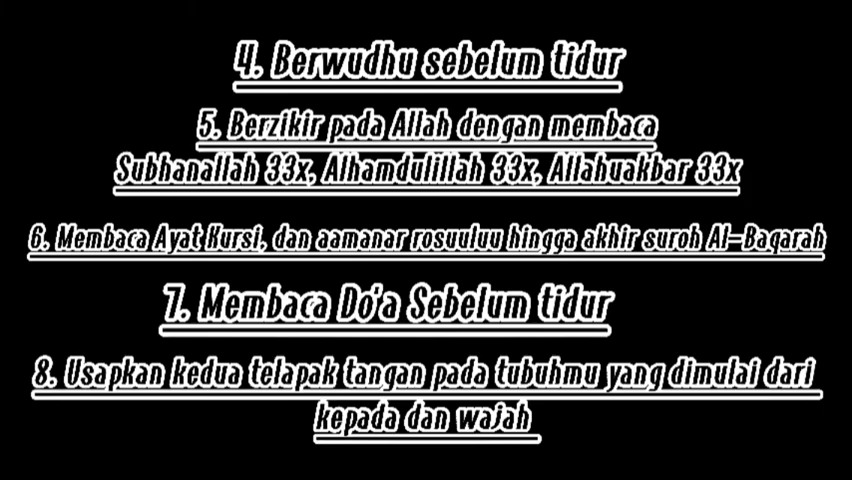 4. Berwudhu sebelum tidur
5. Berzikir pada Allah dengan membaca
Subhanallah 33x, Alhamdulillah 33x, Allahuakbar 33x
6. Membaca Ayat Kursi, dan aamanar rosuuluu hingga akhir suroh Al-Baqarah
7. Membaca Do'a Sebelum tidur
8. Usapkan kedua telapak tangan pada tubuhmu yang dimulai dari
kepada dan wajah